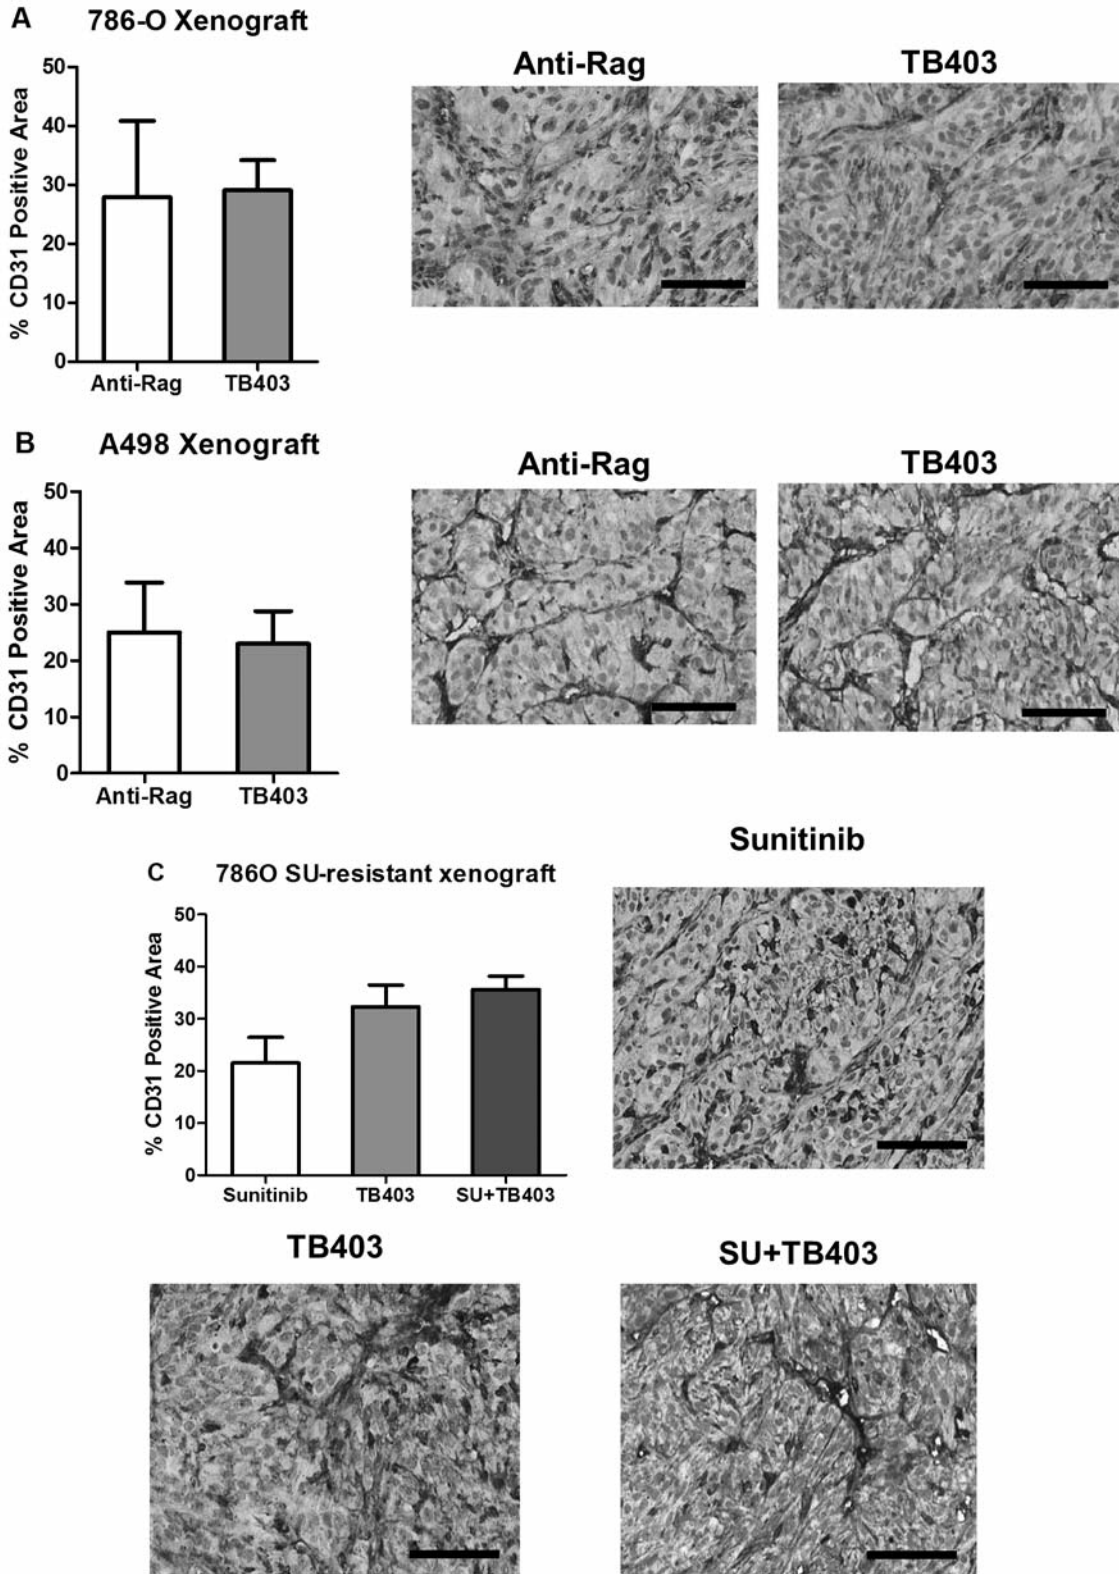 A 786-O Xenograft
% CD31 Positive Area
50
40
30
20
10
0
Anti-Rag TB403
Anti-Rag
TB403
B A498 Xenograft
% CD31 Positive Area
50
40
30
20
10
0
Anti-Rag TB403
Anti-Rag
TB403
C 786O SU-resistant xenograft
% CD31 Positive Area
50
40
30
20
10
0
Sunitinib TB403 SU+TB403
Sunitinib
TB403
SU+TB403